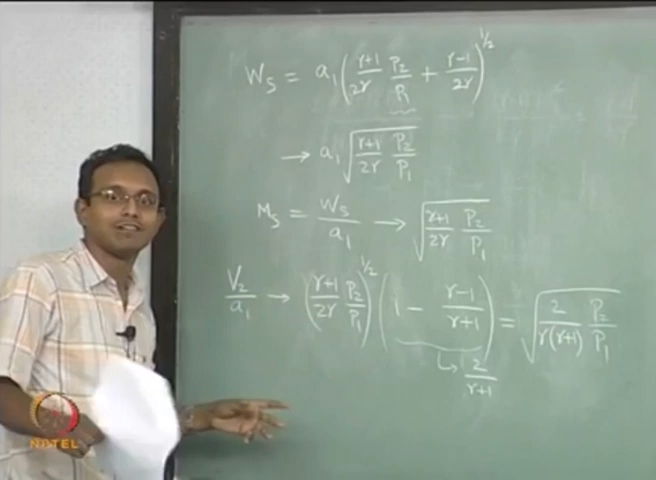 W_S = a_1 ( (γ+1)/(2γ) P_2/P_1 + (γ-1)/(2γ) )^{1/2}
→ a_1 √( (γ+1)/(2γ) P_2/P_1 )
M_S = W_S/a_1 → √( (γ+1)/(2γ) P_2/P_1 )
V_2/a_1 → ( (γ+1)/(2γ) P_2/P_1 )^{1/2} ( 1 - (γ-1)/(γ+1) ) = √( 2/(γ(γ+1)) P_2/P_1 )
↳ 2/(γ+1)
NPTEL